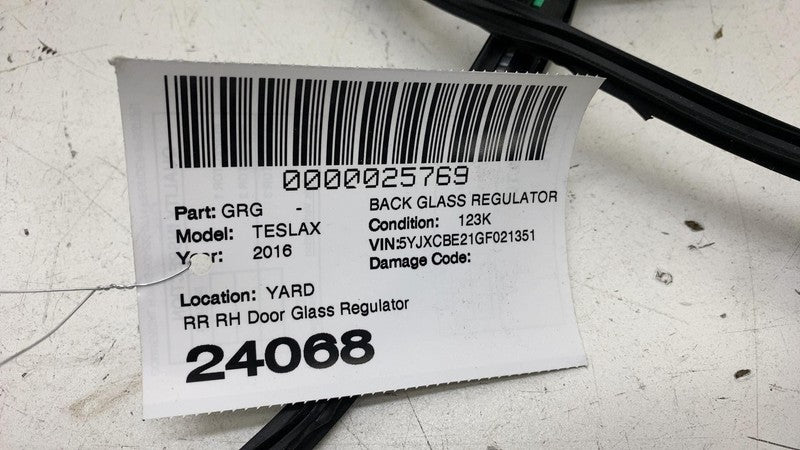 0000025769
Part: GRG - BACK GLASS REGULATOR
Model: TESLAX Condition: 123K
Year: 2016 VIN:5YJXCBE21GF021351
Damage Code:
Location: YARD
RR RH Door Glass Regulator
24068